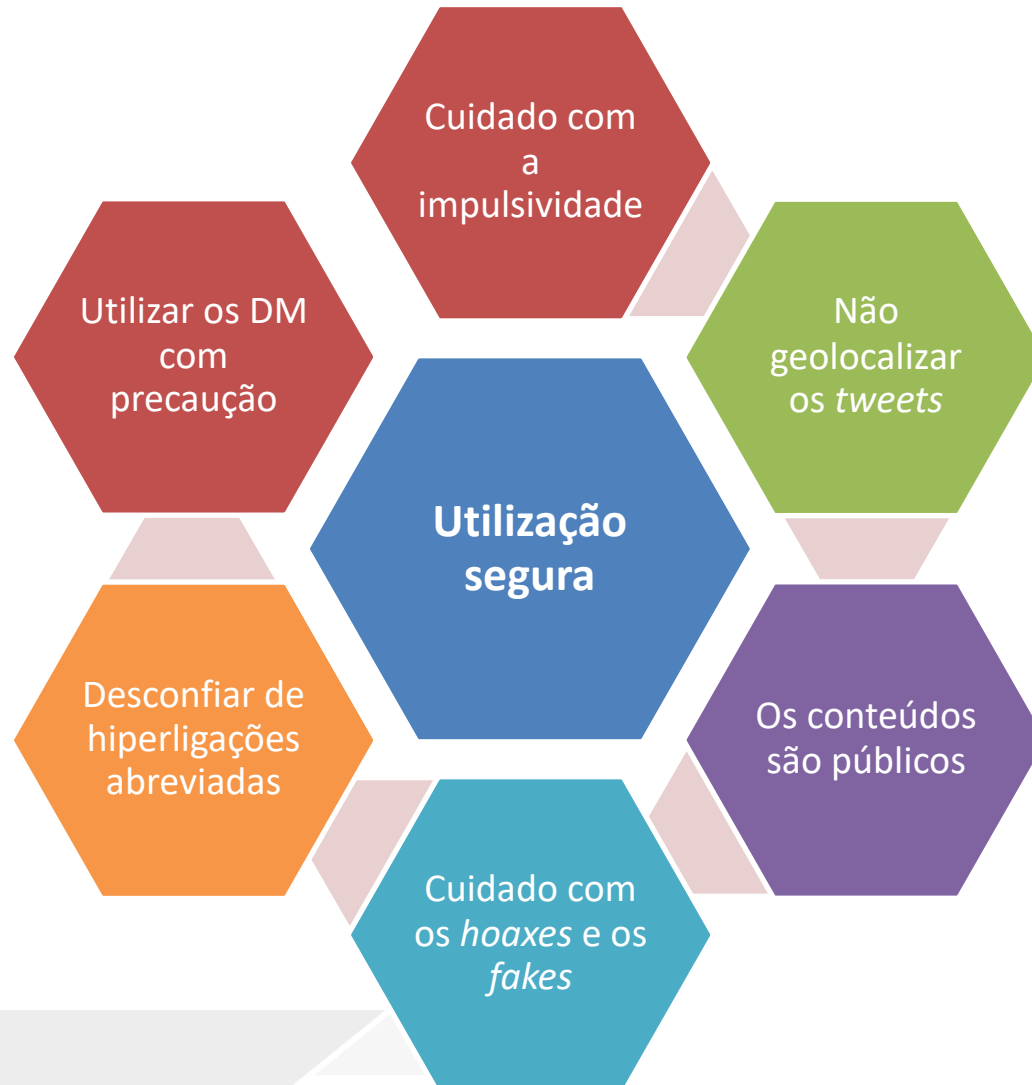 Cuidado com
a
impulsividade
Não
geolocalizar
os tweets
Os conteúdos
são públicos
Cuidado com
os hoaxes e os
fakes
Desconfiar de
hiperligações
abreviadas
Utilizar os DM
com
precaução
Utilização
segura